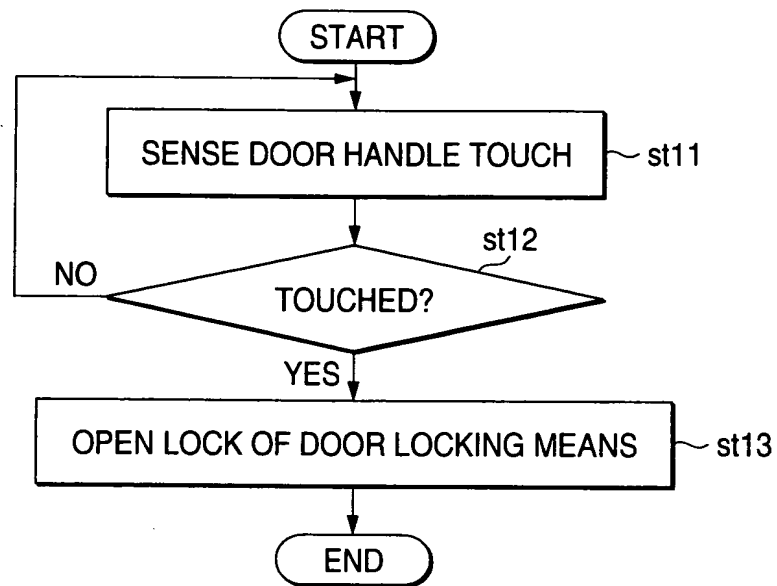 START
SENSE DOOR HANDLE TOUCH
st11
st12
NO
TOUCHED?
YES
OPEN LOCK OF DOOR LOCKING MEANS
st13
END